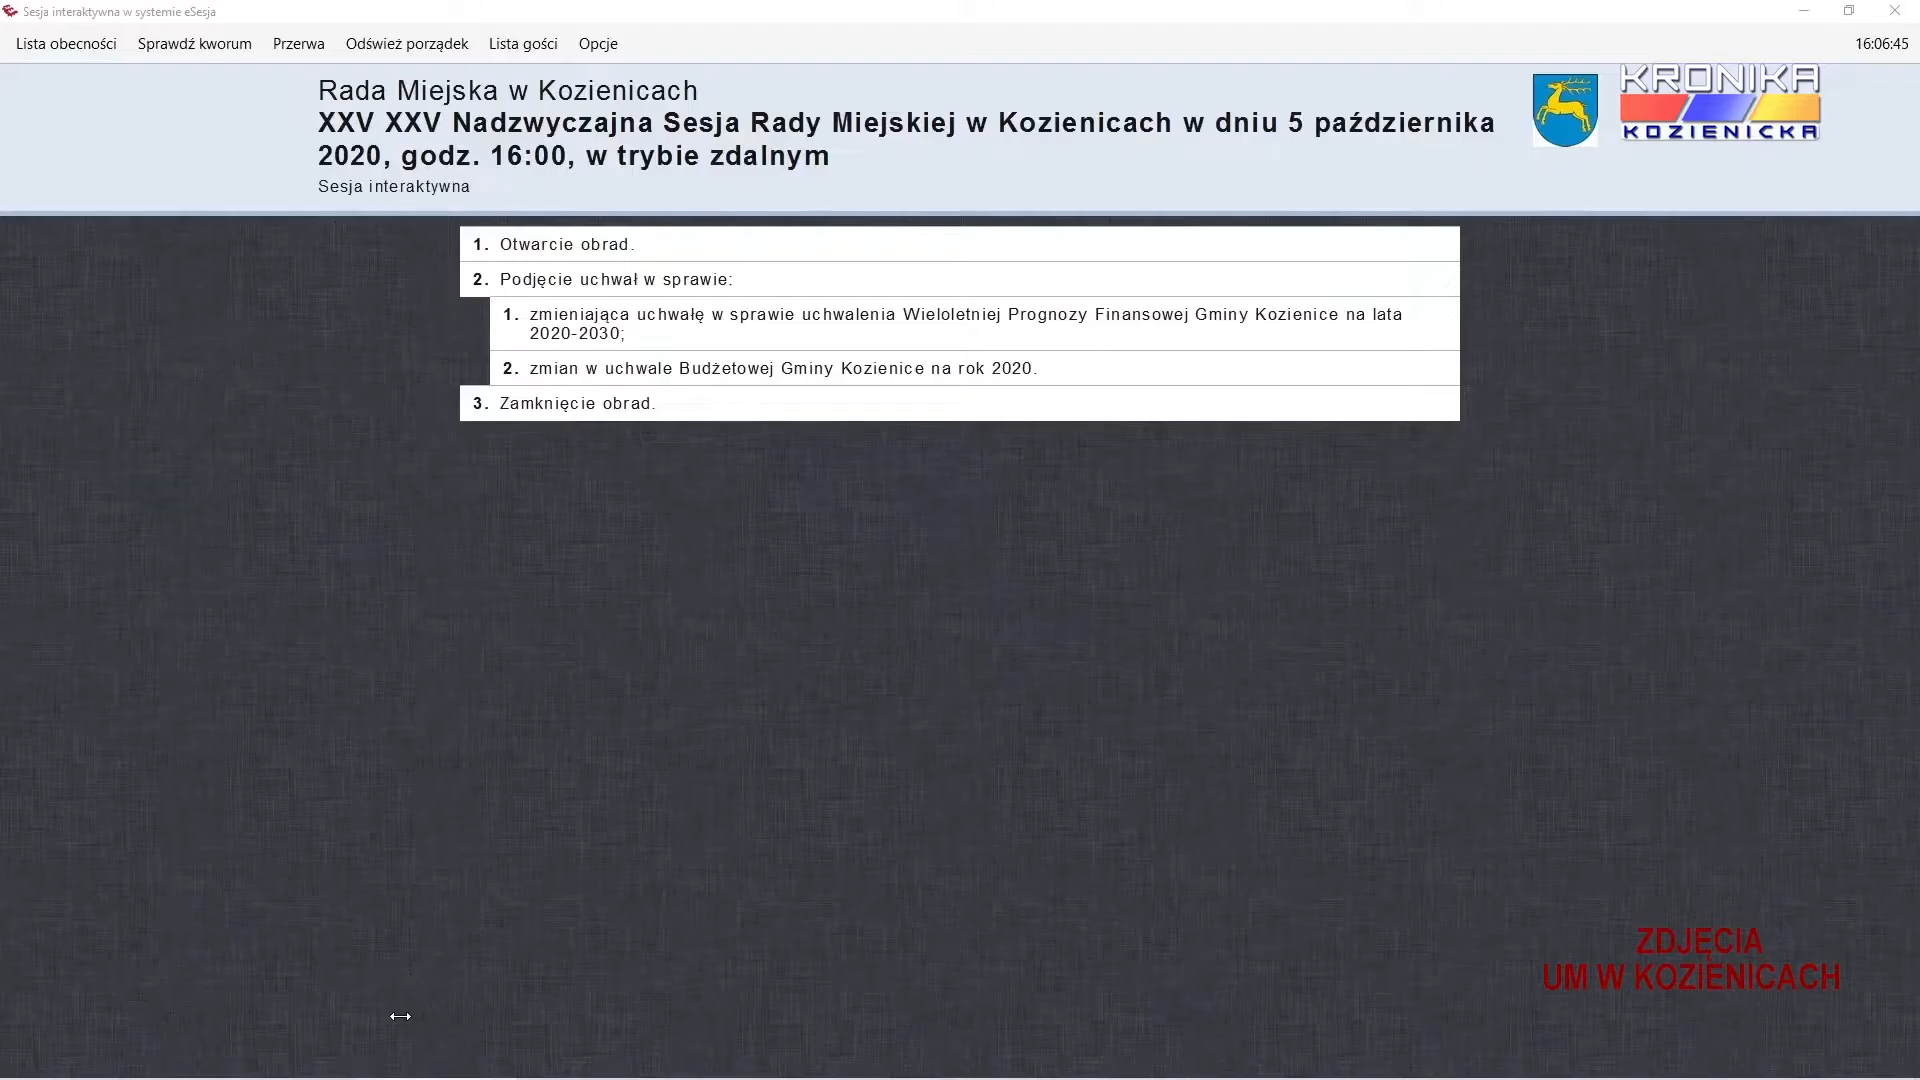 Sesja interaktywna w systemie eSesja
Lista obecności Sprawdź kworum Przerwa Odśwież porządek Lista gości Opcje 16:06:45
Rada Miejska w Kozienicach
XXV XXV Nadzwyczajna Sesja Rady Miejskiej w Kozienicach w dniu 5 października
2020, godz. 16:00, w trybie zdalnym
Sesja interaktywna
KRONIKA
KOZIENICKA
1. Otwarcie obrad.
2. Podjęcie uchwał w sprawie:
1. zmieniająca uchwałę w sprawie uchwalenia Wieloletniej Prognozy Finansowej Gminy Kozienice na lata
2020-2030;
2. zmian w uchwale Budżetowej Gminy Kozienice na rok 2020.
3. Zamknięcie obrad.
ZDJĘCIA
UM W KOZIENICACH